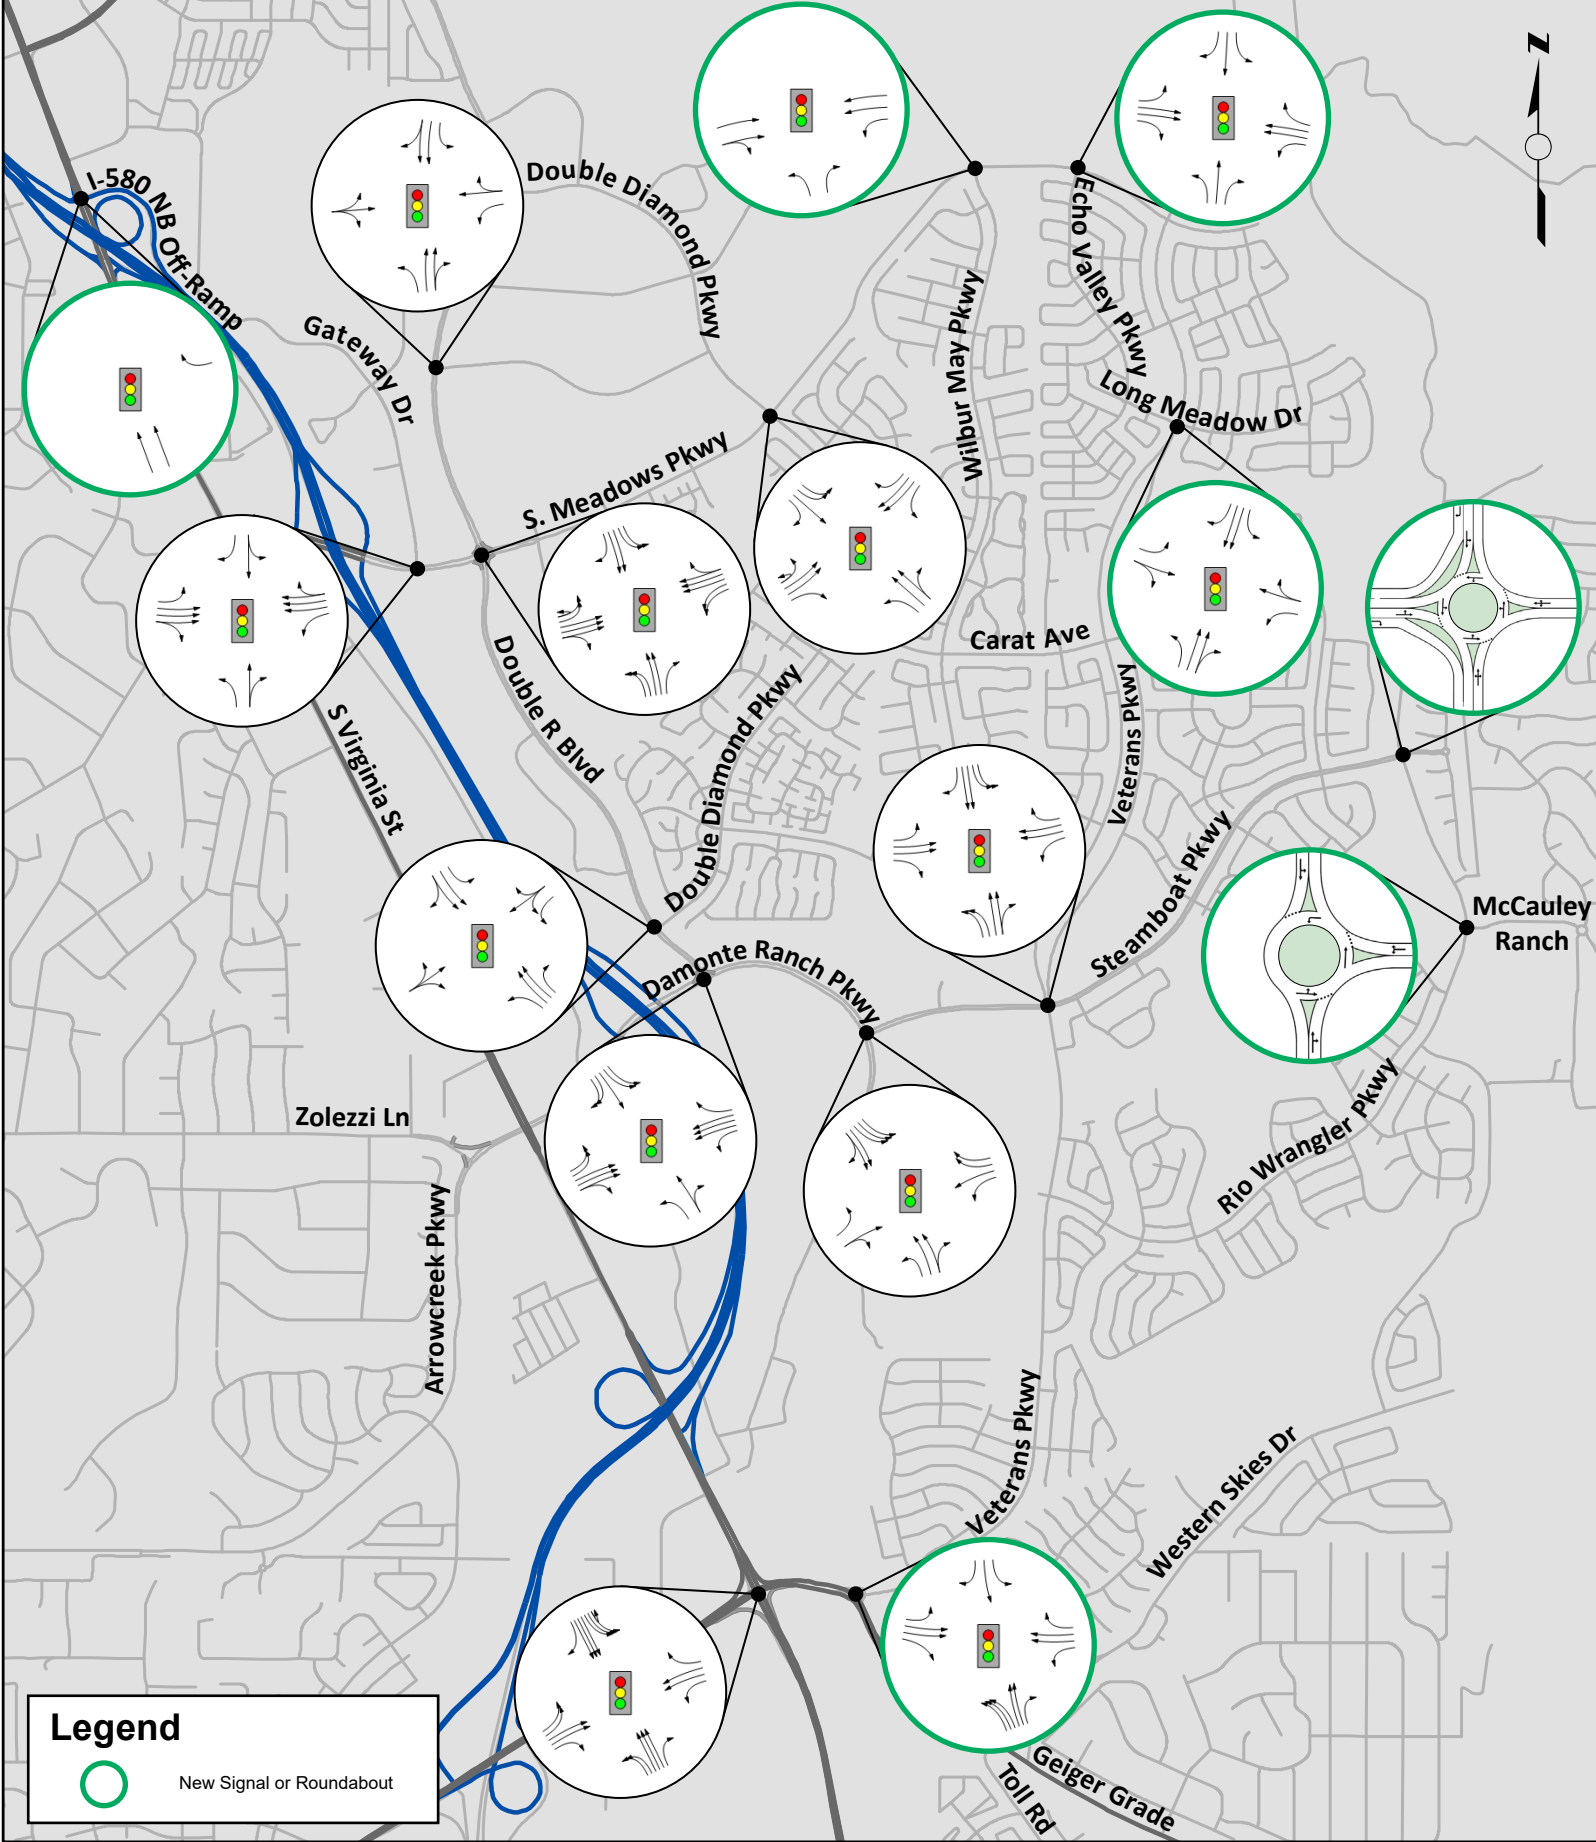 N
I-580 NB Off-Ramp
Double Diamond Pkwy
Echo Valley Pkwy
Gateway Dr
Wilbur May Pkwy
Long Meadow Dr
S. Meadows Pkwy
Carat Ave
Double R Blvd
Double Diamond Pkwy
Veterans Pkwy
S Virginia St
Steamboat Pkwy
McCauley
Ranch
Damonte Ranch Pkwy
Zolezzi Ln
Rio Wrangler Pkwy
Arrowcreek Pkwy
Veterans Pkwy
Western Skies Dr
Geiger Grade
Toll Rd
Legend
New Signal or Roundabout